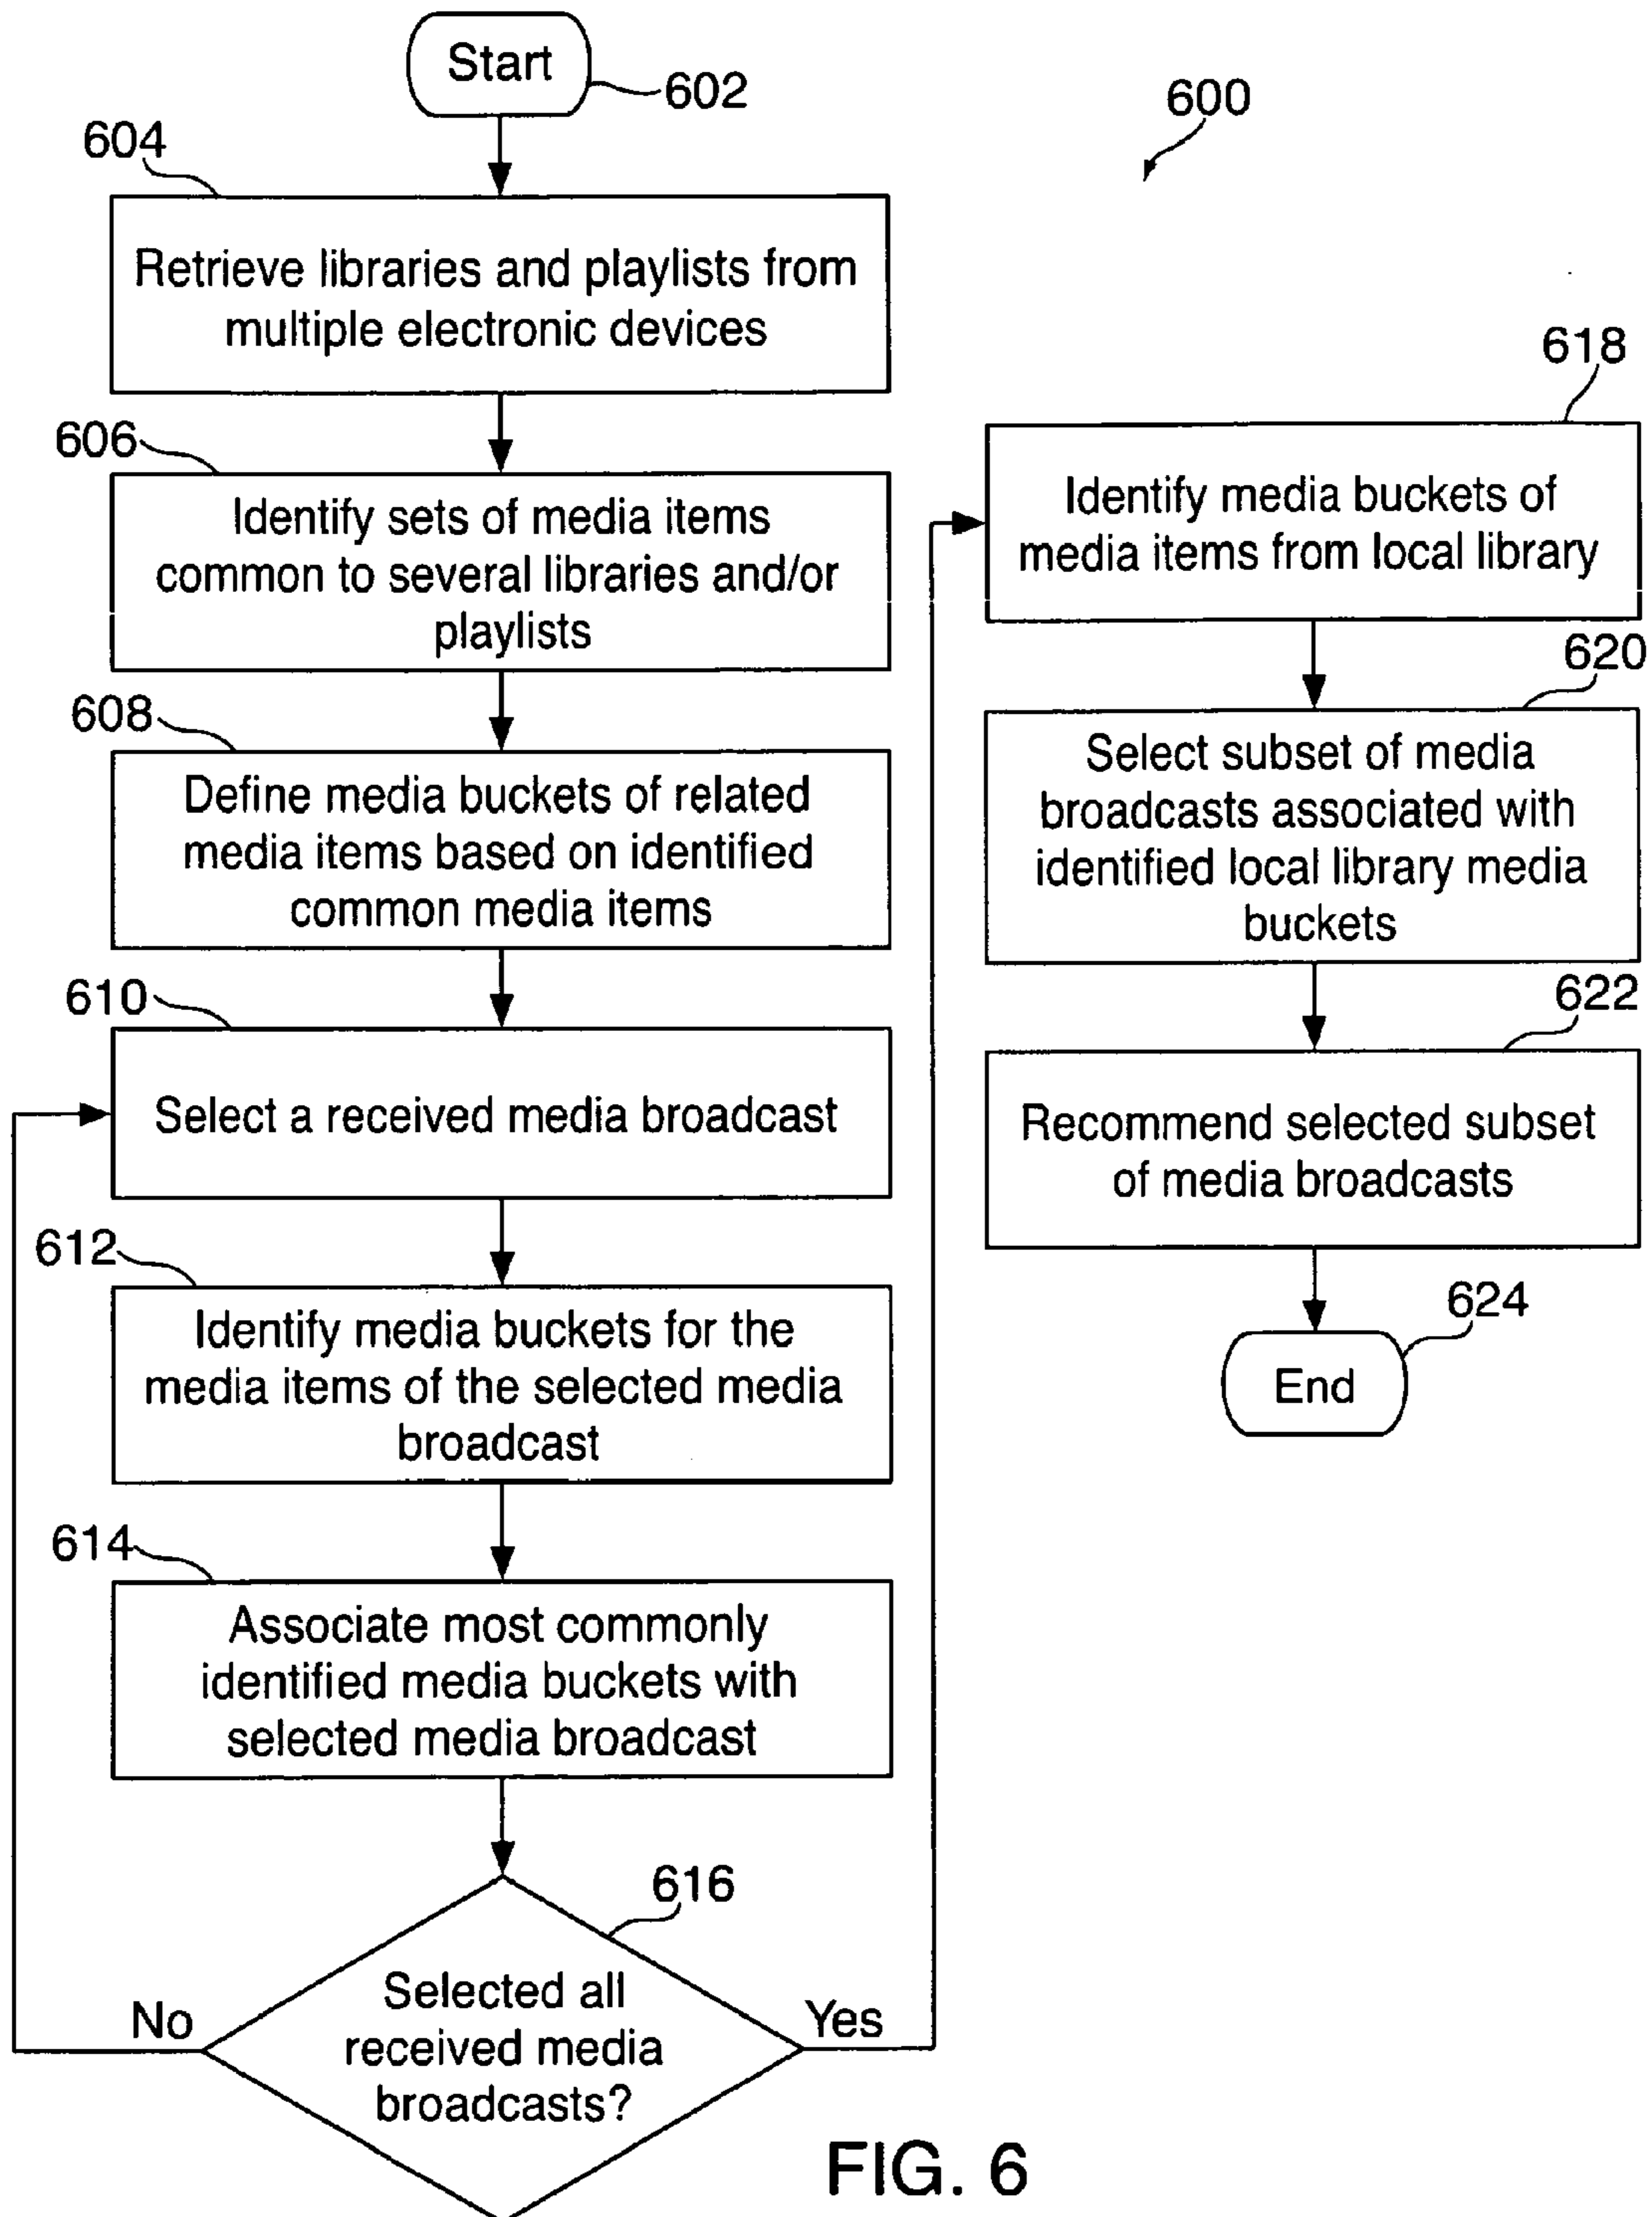 Start
602
600
604
Retrieve libraries and playlists from
multiple electronic devices
606
Identify sets of media items
common to several libraries and/or
playlists
608
Define media buckets of related
media items based on identified
common media items
610
Select a received media broadcast
612
Identify media buckets for the
media items of the selected media
broadcast
614
Associate most commonly
identified media buckets with
selected media broadcast
616
Selected all
received media
broadcasts?
No
Yes
618
Identify media buckets of
media items from local library
620
Select subset of media
broadcasts associated with
identified local library media
buckets
622
Recommend selected subset
of media broadcasts
624
End
FIG. 6